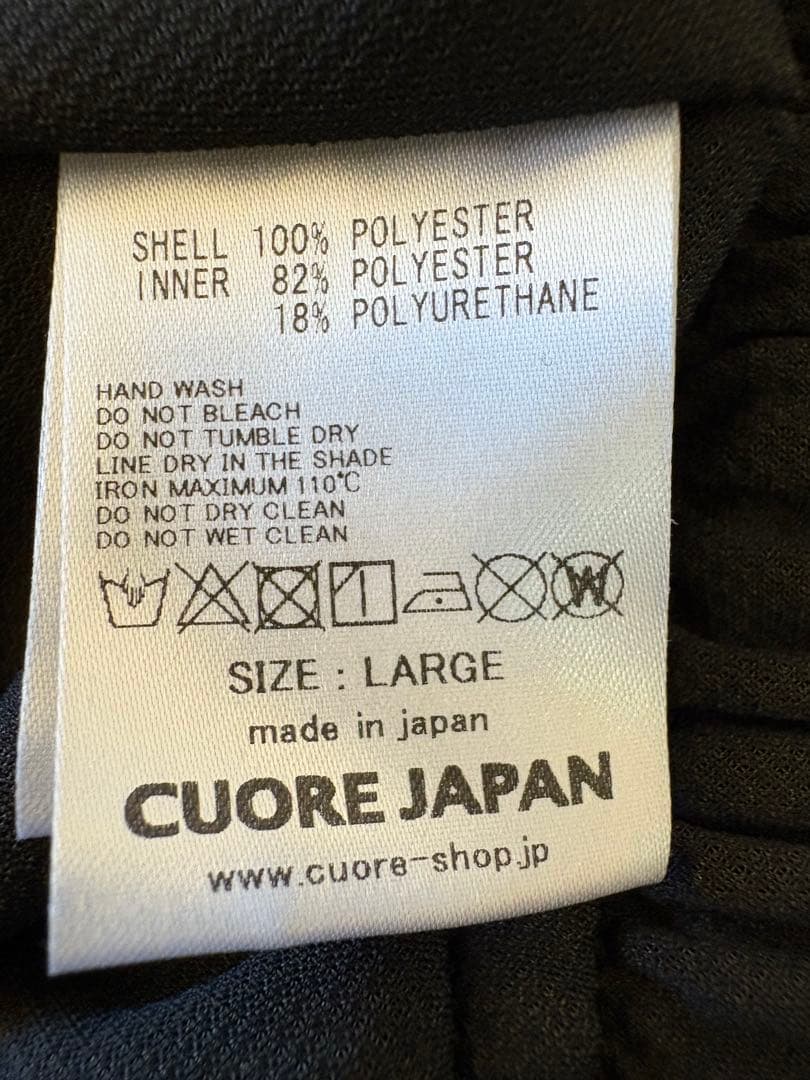 SHELL 100% POLYESTER
INNER 82% POLYESTER
18% POLYURETHANE
HAND WASH
DO NOT BLEACH
DO NOT TUMBLE DRY
LINE DRY IN THE SHADE
IRON MAXIMUM 110℃
DO NOT DRY CLEAN
DO NOT WET CLEAN
W
SIZE : LARGE
made in japan
CUORE JAPAN
www.cuore-shop.jp